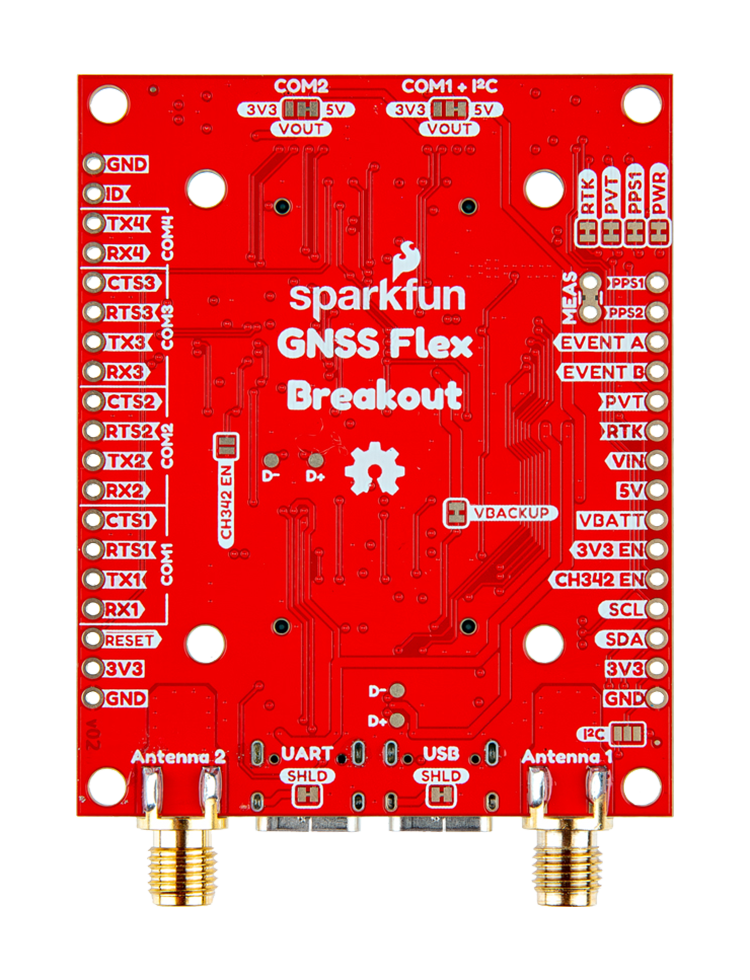 COM2
3V3 5V
VOUT
COM1 + I²C
3V3 5V
VOUT
GND
ID
TX4
RX4
COM4
CTS3
RTS3
TX3
RX3
COM3
CTS2
RTS2
TX2
RX2
COM2
CTS1
RTS1
TX1
RX1
COM1
RESET
3V3
GND
v02
RTK
PVT
PPS1
PWR
MEAS
PPS1
PPS2
EVENT A
EVENT B
PVT
RTK
VIN
5V
VBATT
3V3 EN
CH342 EN
SCL
SDA
3V3
GND
I²C
sparkfun
GNSS Flex
Breakout
CH342 EN
D-
D+
VBACKUP
D-
D+
Antenna 2
UART
SHLD
USB
SHLD
Antenna 1